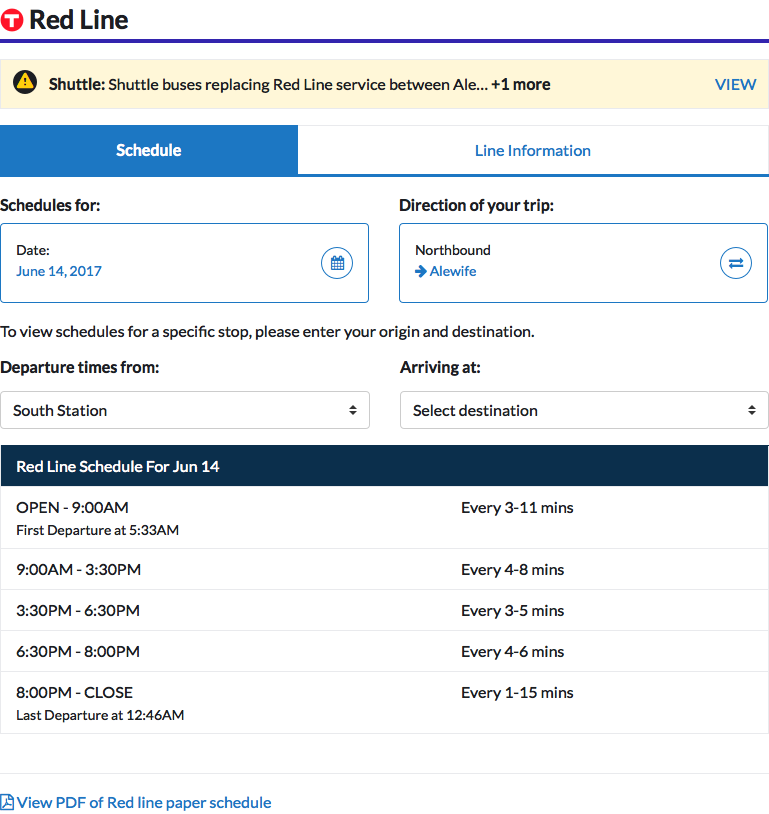 T Red Line
Shuttle: Shuttle buses replacing Red Line service between Ale... +1 more VIEW
Schedule Line Information
Schedules for: Direction of your trip:
Date: Northbound
June 14, 2017 Alewife
To view schedules for a specific stop, please enter your origin and destination.
Departure times from: Arriving at:
South Station Select destination
Red Line Schedule For Jun 14
OPEN - 9:00AM Every 3-11 mins
First Departure at 5:33AM
9:00AM - 3:30PM Every 4-8 mins
3:30PM - 6:30PM Every 3-5 mins
6:30PM - 8:00PM Every 4-6 mins
8:00PM - CLOSE Every 1-15 mins
Last Departure at 12:46AM
View PDF of Red line paper schedule